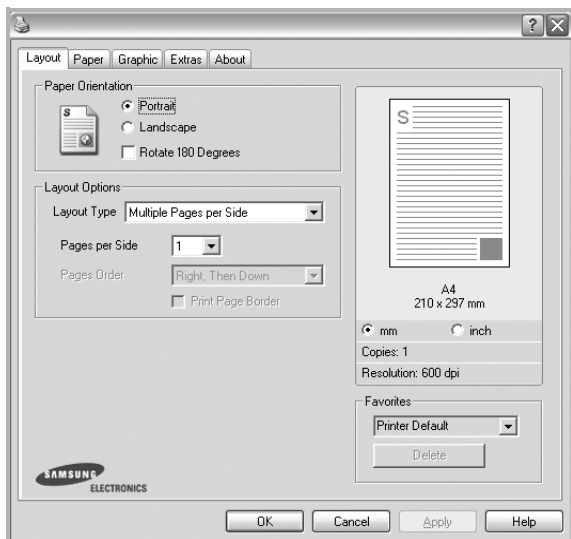 Layout Paper Graphic Extras About
Paper Orientation
S
Portrait
Landscape
Rotate 180 Degrees
Layout Options
Layout Type Multiple Pages per Side
Pages per Side 1
Pages Order Right, Then Down
Print Page Border
SAMSUNG
ELECTRONICS
S
A4
210 x 297 mm
mm inch
Copies: 1
Resolution: 600 dpi
Favorites
Printer Default
Delete
OK Cancel Apply Help